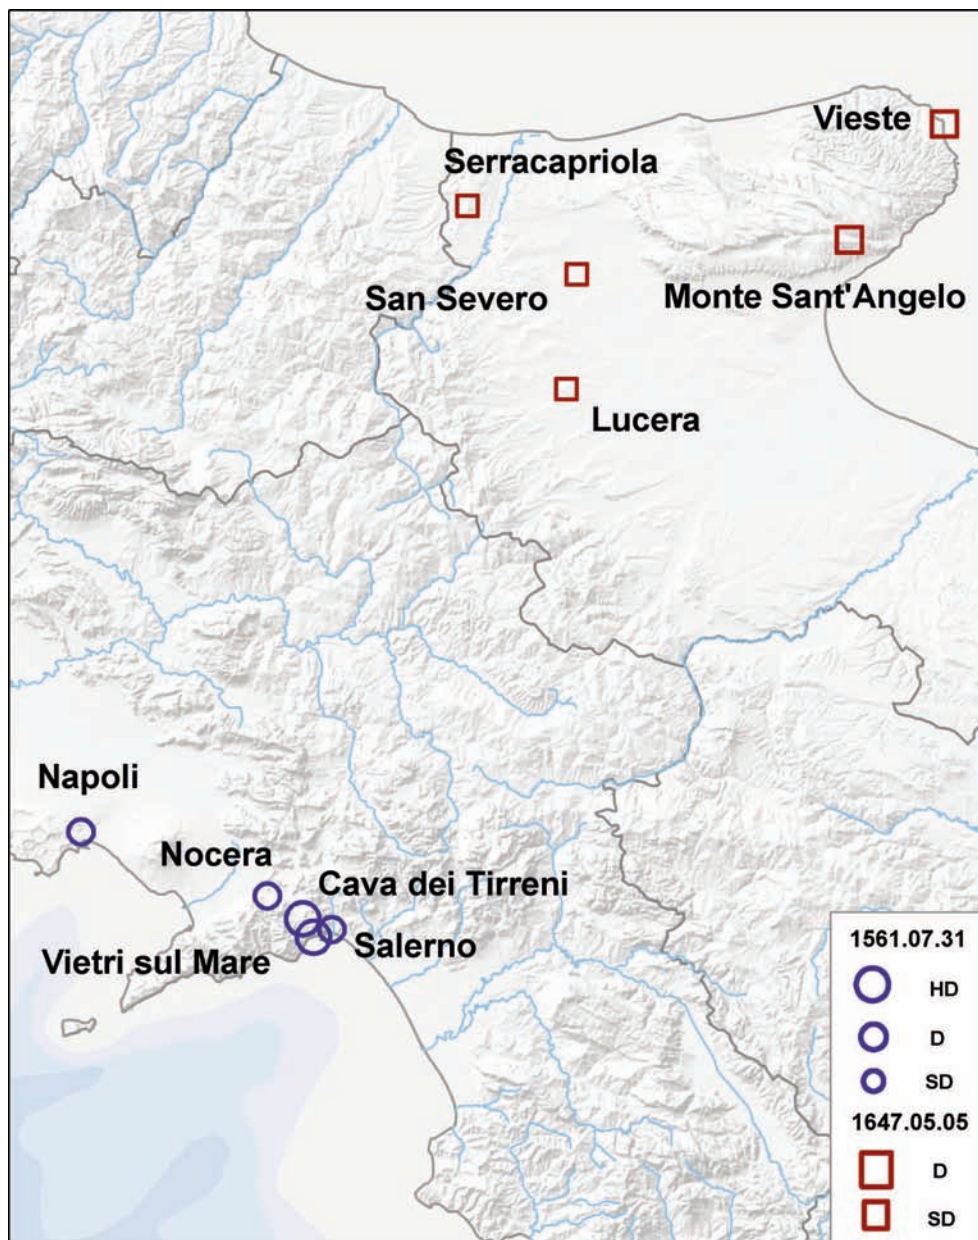 Vieste
Serracapriola
San Severo
Monte Sant'Angelo
Lucera
Napoli
Nocera
Cava dei Tirreni
Vietri sul Mare
Salerno
1561.07.31
HD
D
SD
1647.05.05
D
SD